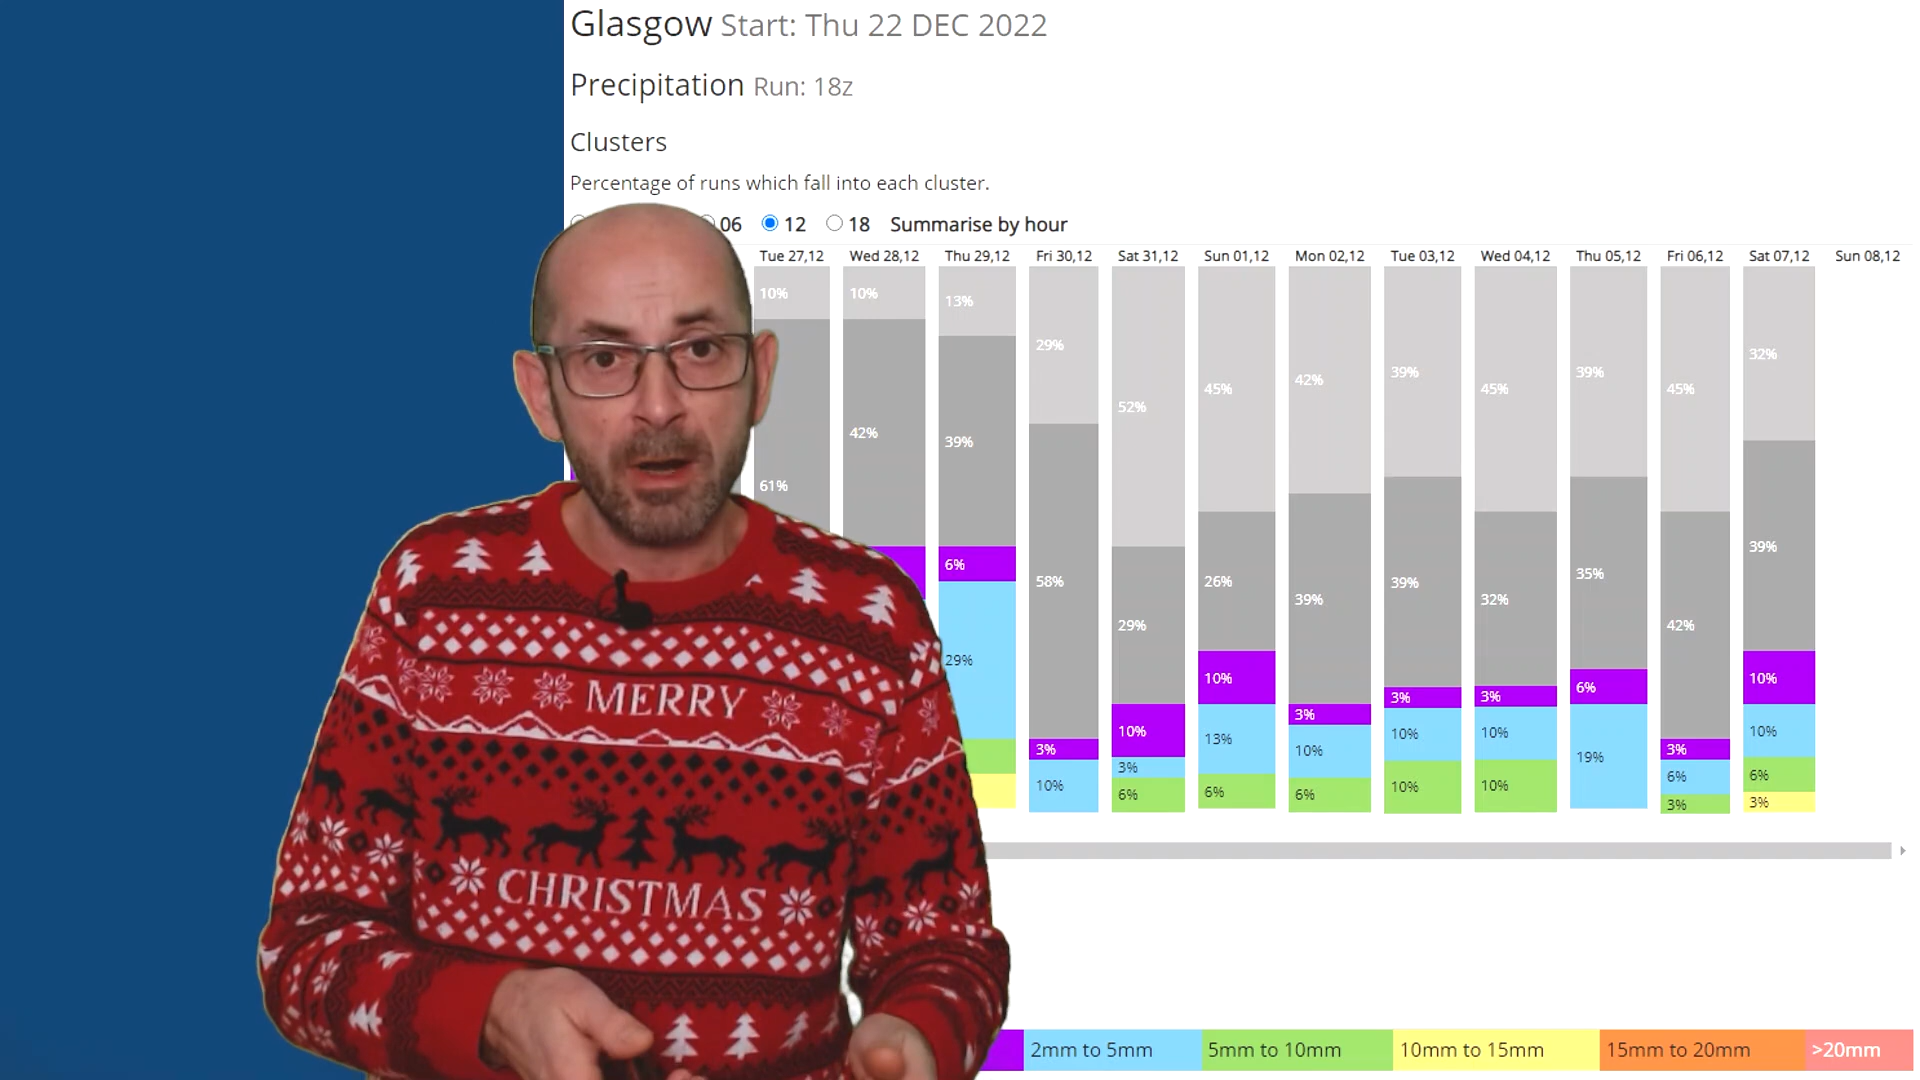 Glasgow Start: Thu 22 DEC 2022
Precipitation Run: 18z
Clusters
Percentage of runs which fall into each cluster.
06 12 18 Summarise by hour
Tue 27,12 Wed 28,12 Thu 29,12 Fri 30,12 Sat 31,12 Sun 01,12 Mon 02,12 Tue 03,12 Wed 04,12 Thu 05,12 Fri 06,12 Sat 07,12 Sun 08,12
10% 10% 13% 29% 52% 45% 42% 39% 45% 39% 45% 32%
61% 42% 39% 58% 29% 26% 39% 39% 32% 35% 42% 39%
6% 3% 10% 10% 3% 3% 3% 6% 3% 10%
29% 10% 3% 13% 10% 10% 10% 19% 6% 10%
6% 6% 6% 10% 10% 3% 6%
3%
MERRY
CHRISTMAS
2mm to 5mm 5mm to 10mm 10mm to 15mm 15mm to 20mm >20mm